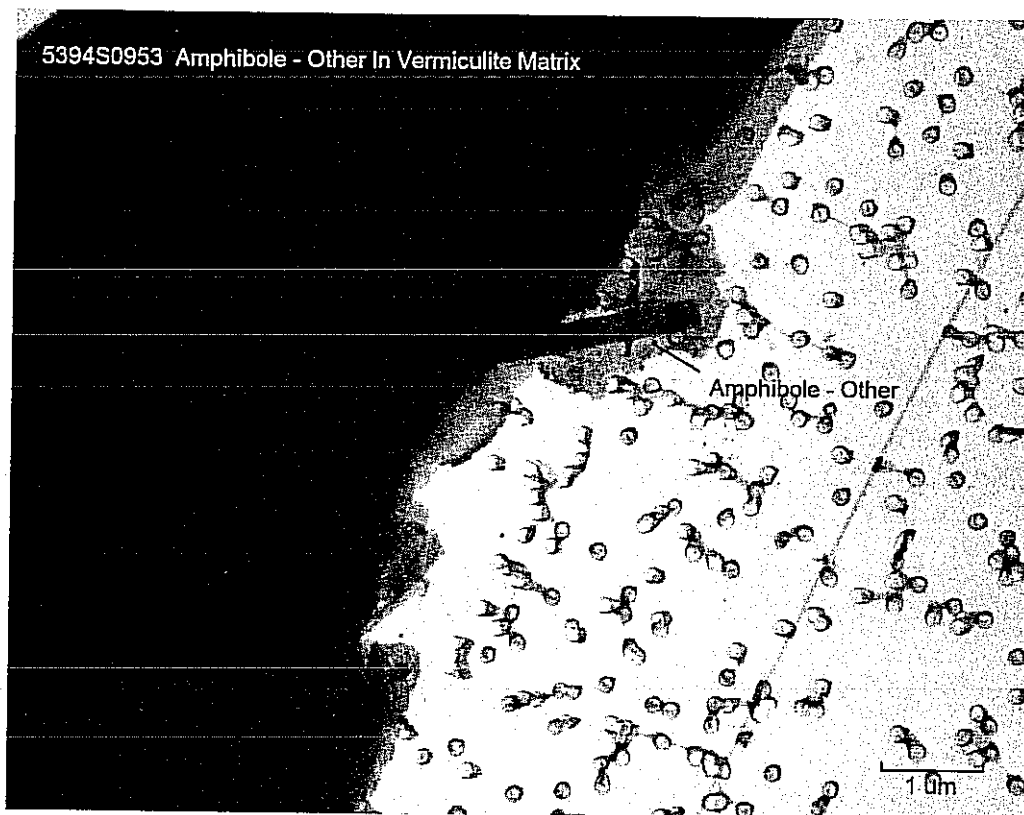 5394S0953 Amphibole - Other In Vermiculite Matrix
Amphibole - Other
1 um